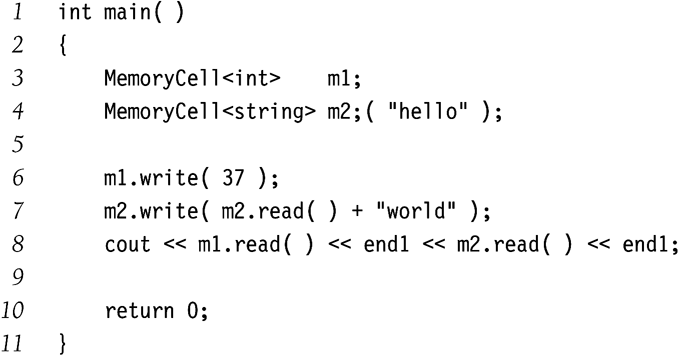 1 int main( )
2 {
3 MemoryCell<int> m1;
4 MemoryCell<string> m2;( "hello" );
5
6 m1.write( 37 );
7 m2.write( m2.read( ) + "world" );
8 cout << m1.read( ) << end1 << m2.read( ) << end1;
9
10 return 0;
11 }